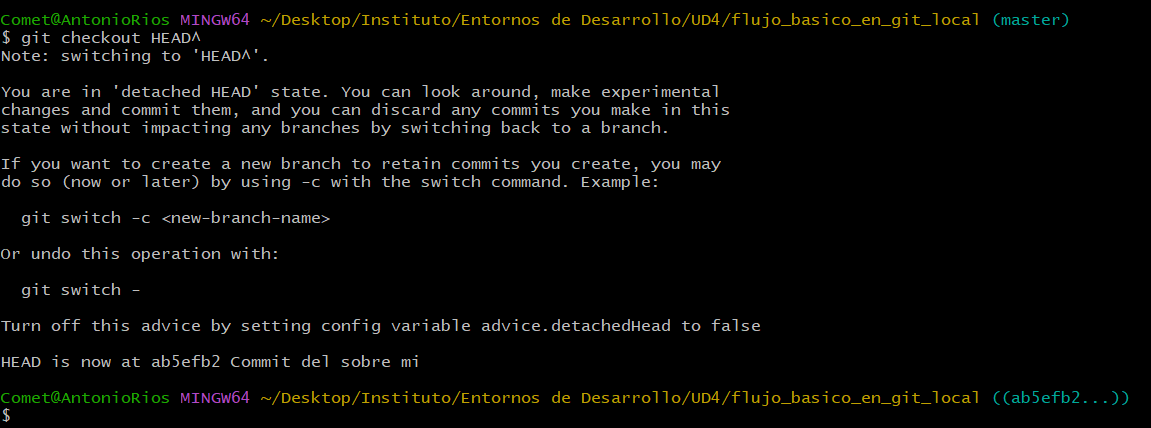 Comet@AntonioRios MINGW64 ~/Desktop/Instituto/Entornos de Desarrollo/UD4/flujo_basico_en_git_local (master)
$ git checkout HEAD^
Note: switching to 'HEAD^'.

You are in 'detached HEAD' state. You can look around, make experimental
changes and commit them, and you can discard any commits you make in this
state without impacting any branches by switching back to a branch.

If you want to create a new branch to retain commits you create, you may
do so (now or later) by using -c with the switch command. Example:

  git switch -c <new-branch-name>

Or undo this operation with:

  git switch -

Turn off this advice by setting config variable advice.detachedHead to false

HEAD is now at ab5efb2 Commit del sobre mi

Comet@AntonioRios MINGW64 ~/Desktop/Instituto/Entornos de Desarrollo/UD4/flujo_basico_en_git_local ((ab5efb2...))
$